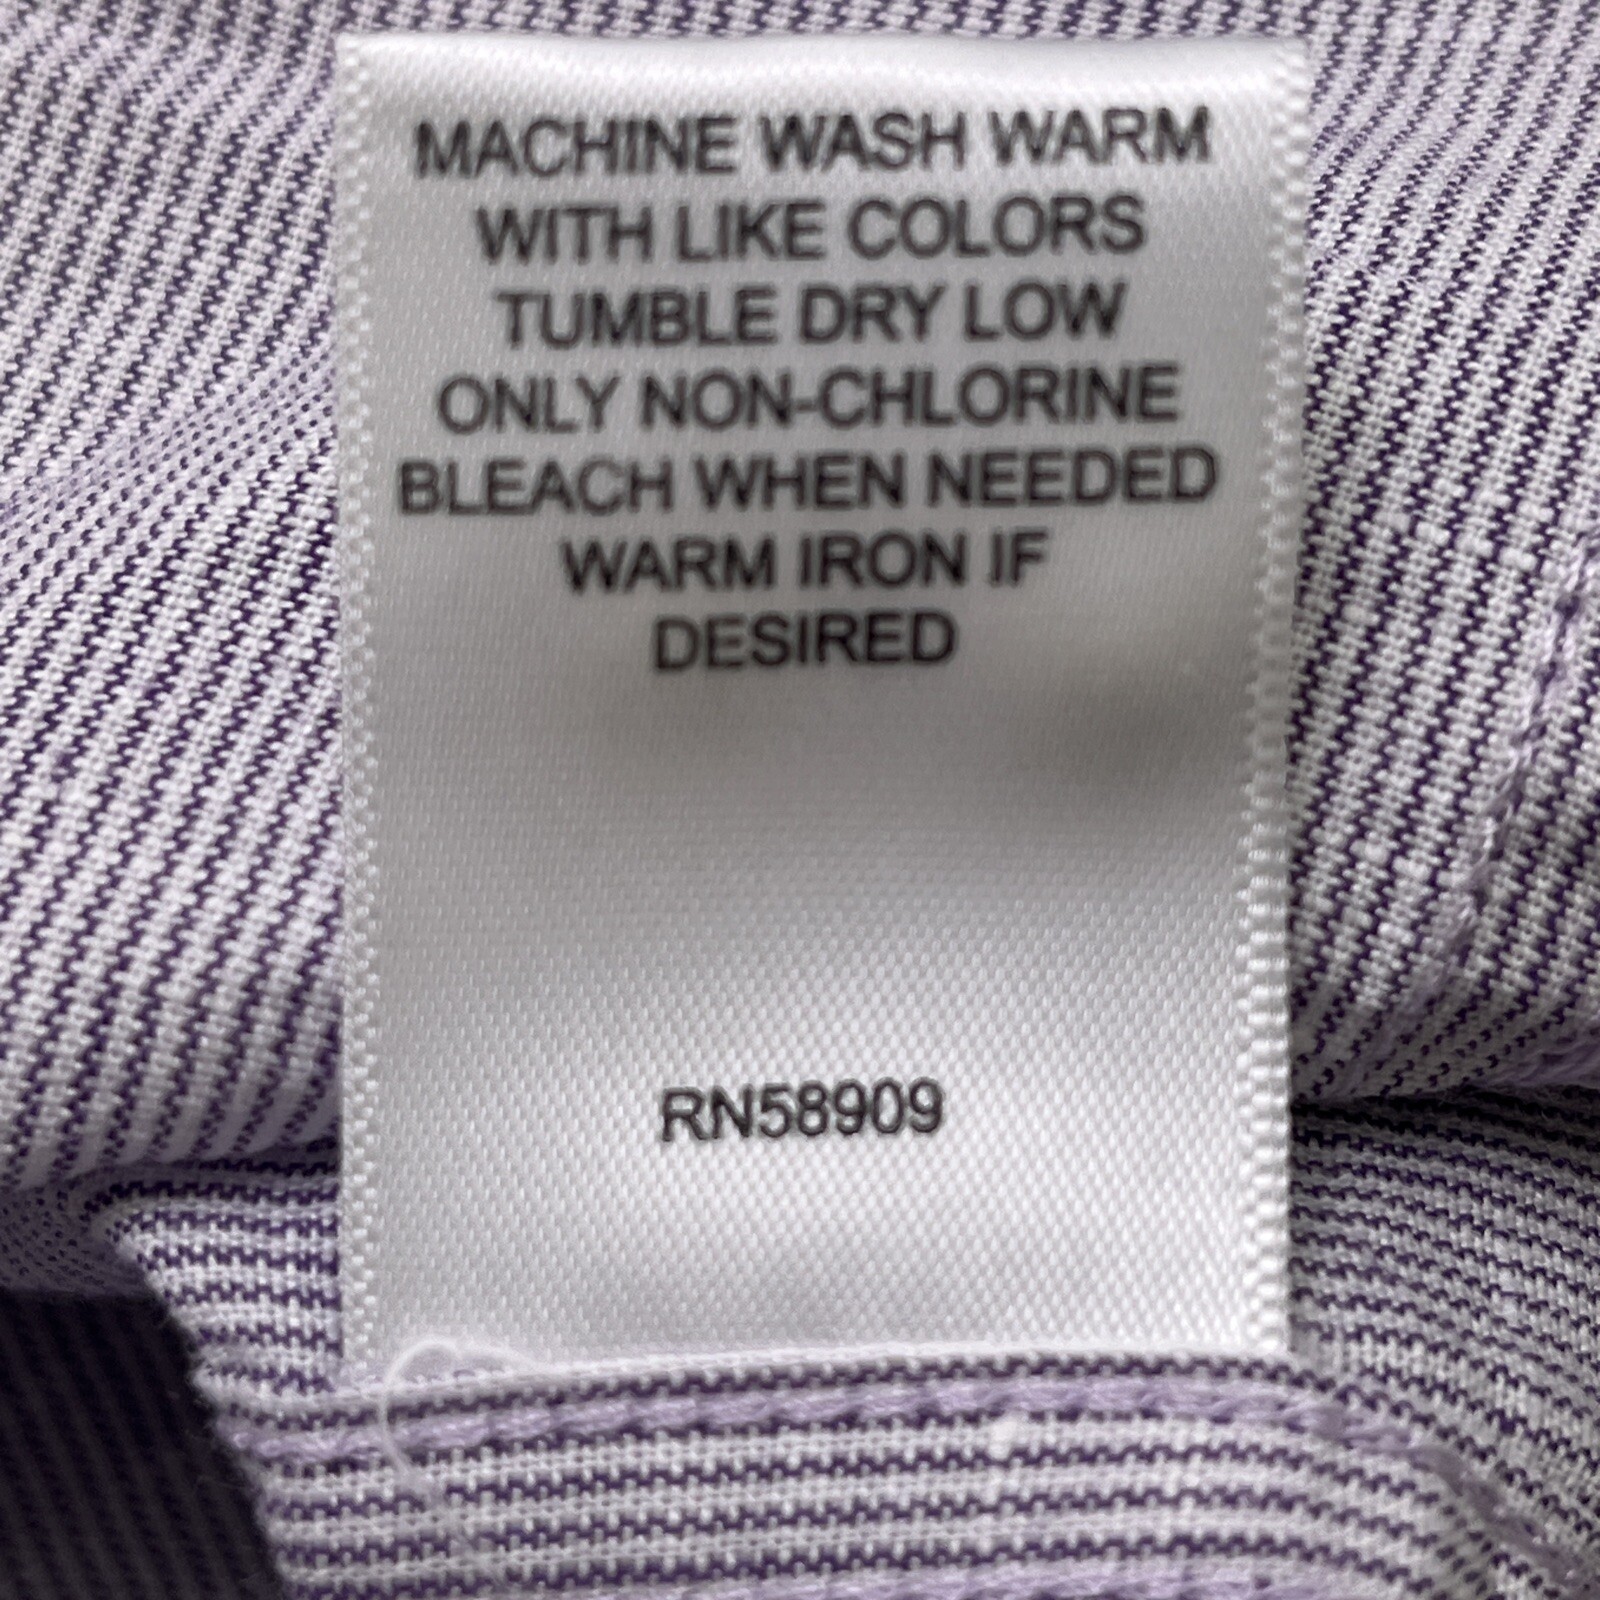 MACHINE WASH WARM
WITH LIKE COLORS
TUMBLE DRY LOW
ONLY NON-CHLORINE
BLEACH WHEN NEEDED
WARM IRON IF
DESIRED
RN58909